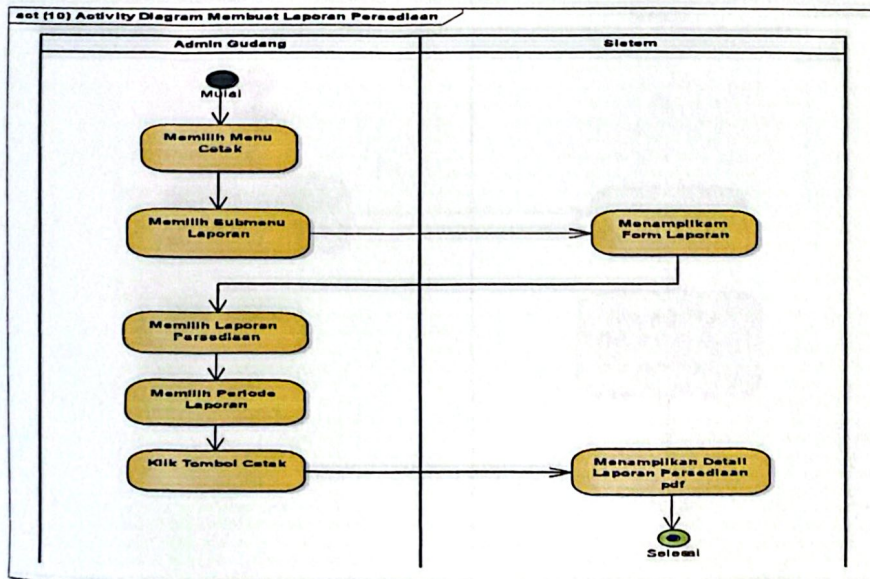 act (10) Activity Diagram Membuat Laporan Persediaan
Admin Gudang
Sistem
Mulai
Memilih Menu
Cetak
Memilih Submenu
Laporan
Menampilkam
Form Laporan
Memilih Laporan
Persediaan
Memilih Periode
Laporan
Klik Tombol Cetak
Menampilkan Detail
Laporan Persediaan
pdf
Selesai